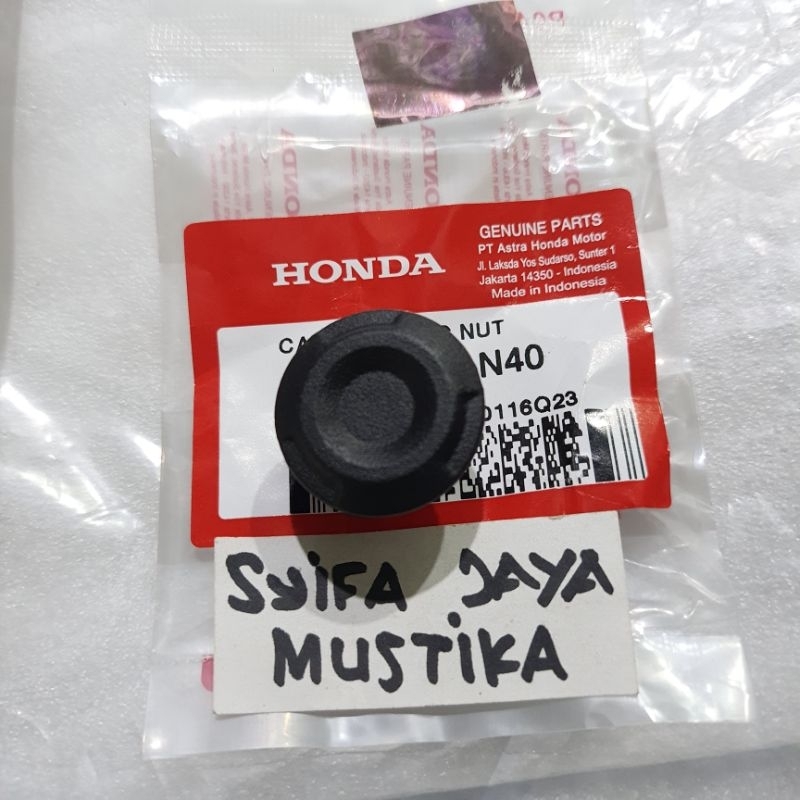 HONDA
GENUINE PARTS
PT Astra Honda Motor
Jl. Laksda Yos Sudarso, Sunter 1
Jakarta 14350 - Indonesia
Made in Indonesia
NUT
N40
0116Q23
SyiFA JAYA
MUSTiKA